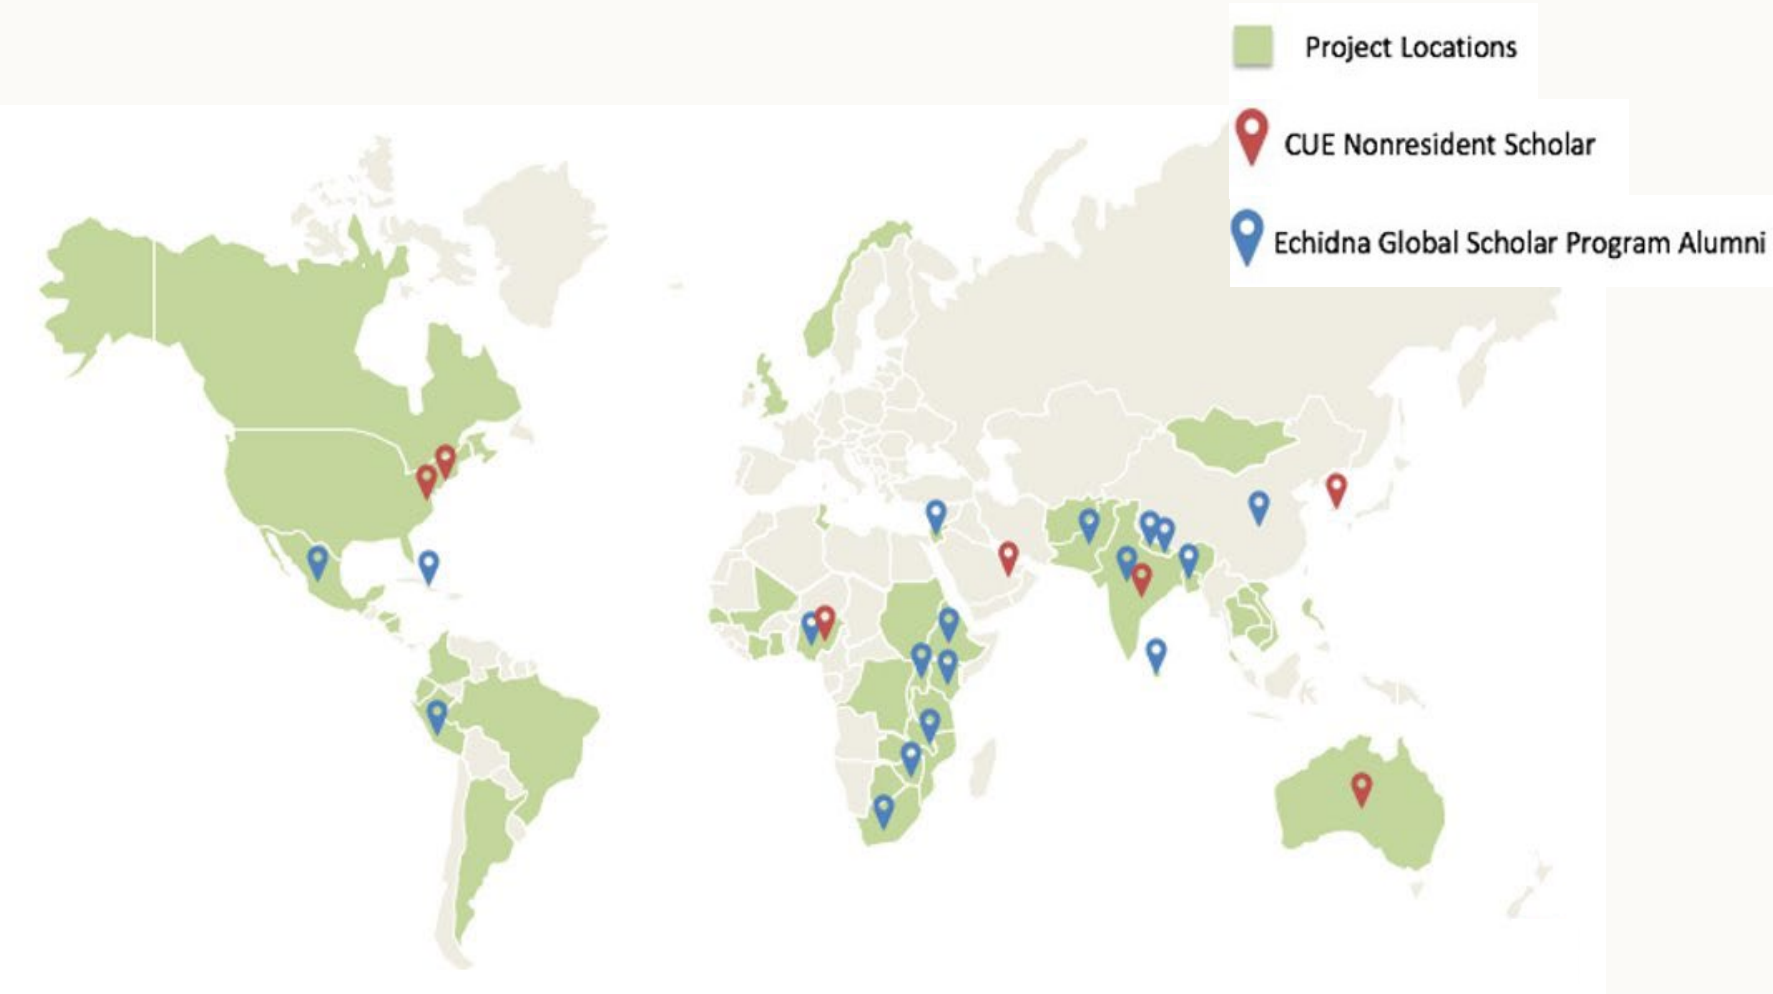 Project Locations
CUE Nonresident Scholar
Echidna Global Scholar Program Alumni